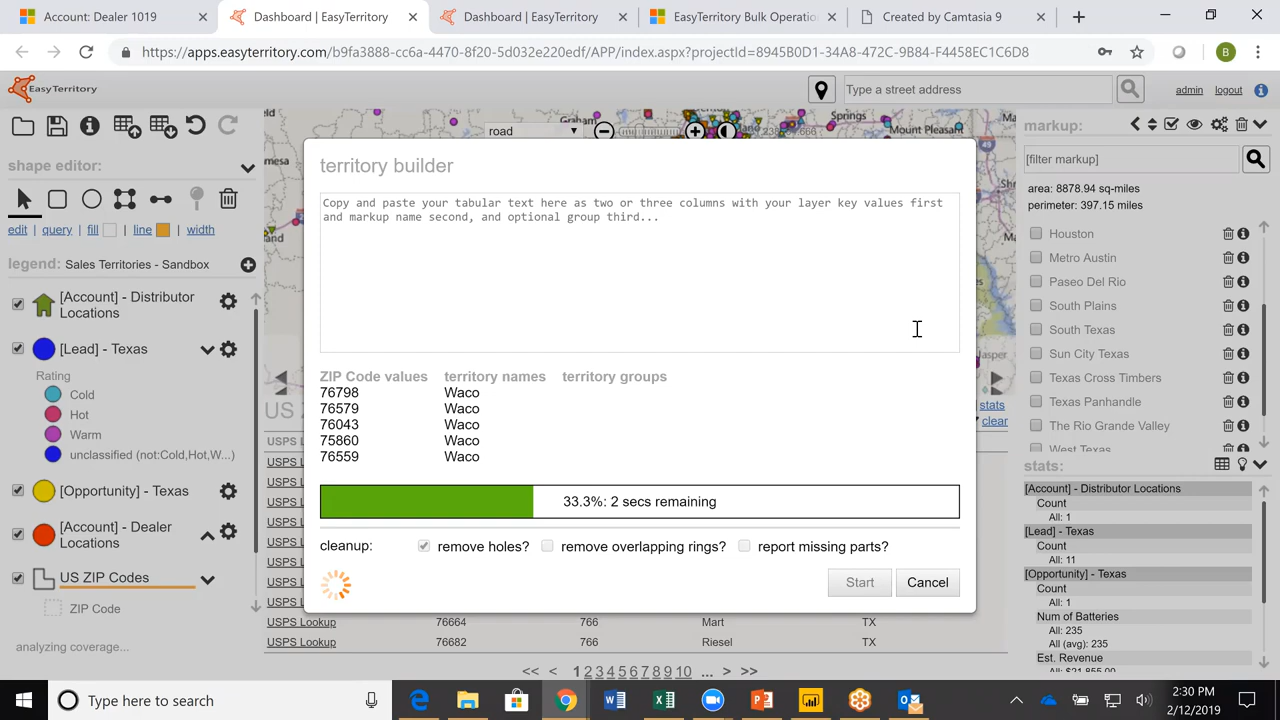 Account: Dealer 1019
Dashboard | EasyTerritory
Dashboard | EasyTerritory
EasyTerritory Bulk Operatio
Created by Camtasia 9
https://apps.easyterritory.com/b9fa3888-cc6a-4470-8f20-5d032e220edf/APP/index.aspx?projectId=8945B0D1-34A8-472C-9B84-F4458EC1C6D8
B
EasyTerritory
Type a street address
admin
logout
shape editor:
edit | query | fill | line | width
legend: Sales Territories - Sandbox
[Account] - Distributor
Locations
[Lead] - Texas
Rating
Cold
Hot
Warm
unclassified (not:Cold,Hot,W...)
[Opportunity] - Texas
[Account] - Dealer
Locations
US ZIP Codes
ZIP Code
analyzing coverage...
road
Graham
Springs
Mount Pleasant
49
Jasper
territory builder
Copy and paste your tabular text here as two or three columns with your layer key values first
and markup name second, and optional group third...
ZIP Code values territory names territory groups
76798 Waco
76579 Waco
76043 Waco
75860 Waco
76559 Waco
33.3%: 2 secs remaining
cleanup: remove holes? remove overlapping rings? report missing parts?
Start
Cancel
US Z
stats
clear
USPS L
USPS Lookup 76664 766 Mart TX
USPS Lookup 76682 766 Riesel TX
<< < 1 2 3 4 5 6 7 8 9 10 ... > >>
markup:
[filter markup]
area: 8878.94 sq-miles
perimeter: 397.15 miles
Houston
Metro Austin
Paseo Del Rio
South Plains
South Texas
Sun City Texas
Texas Cross Timbers
Texas Panhandle
The Rio Grande Valley
West Texas
stats:
[Account] - Distributor Locations
Count
All: 1
[Lead] - Texas
Count
All: 11
[Opportunity] - Texas
Count
All: 1
Num of Batteries
All: 235
All (avg): 235
Est. Revenue
Type here to search
2:30 PM
2/12/2019